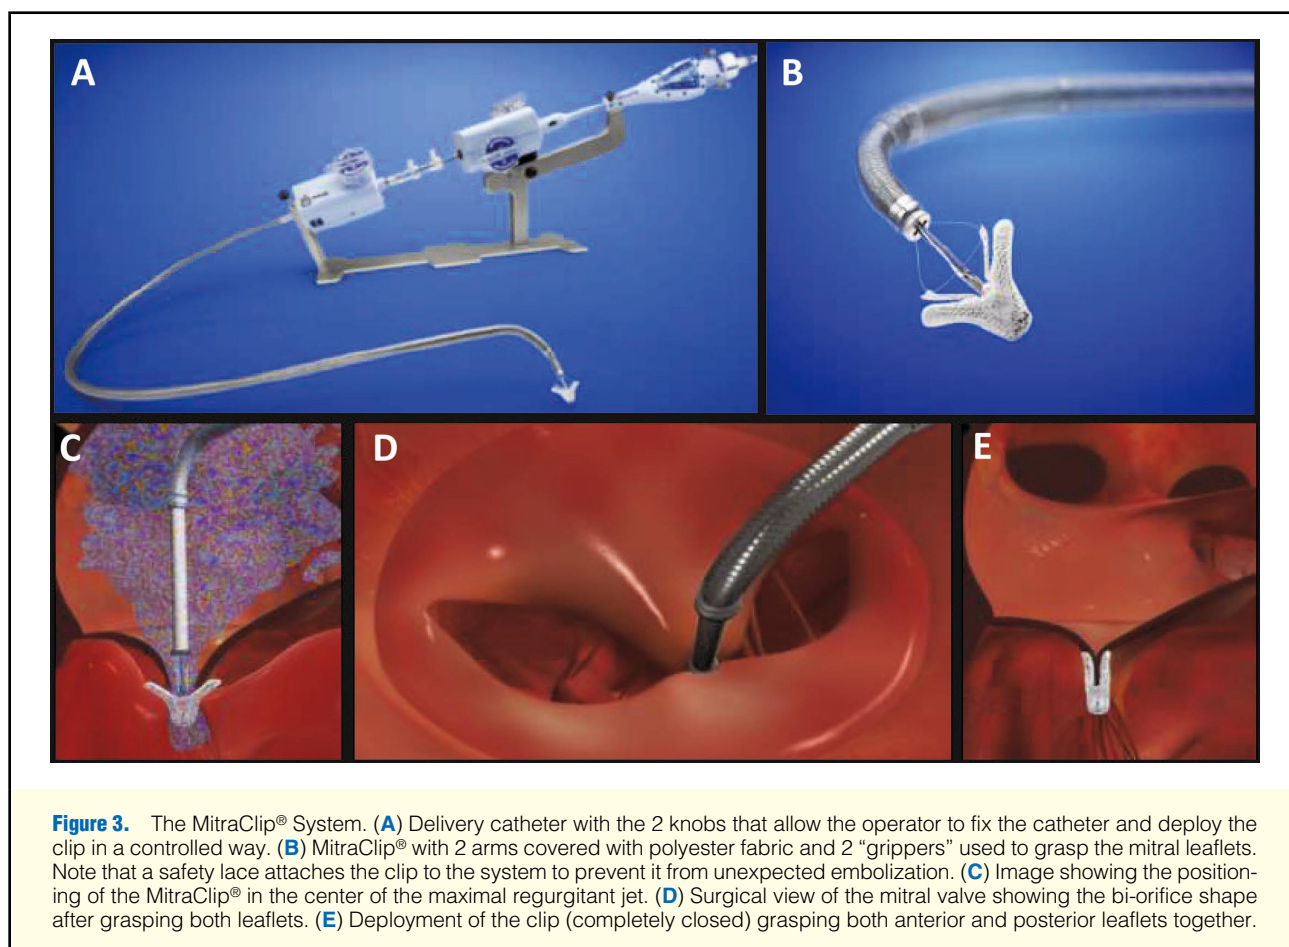 A
B
C
D
E
Figure 3. The MitraClip® System. (A) Delivery catheter with the 2 knobs that allow the operator to fix the catheter and deploy the
clip in a controlled way. (B) MitraClip® with 2 arms covered with polyester fabric and 2 “grippers” used to grasp the mitral leaflets.
Note that a safety lace attaches the clip to the system to prevent it from unexpected embolization. (C) Image showing the position-
ing of the MitraClip® in the center of the maximal regurgitant jet. (D) Surgical view of the mitral valve showing the bi-orifice shape
after grasping both leaflets. (E) Deployment of the clip (completely closed) grasping both anterior and posterior leaflets together.